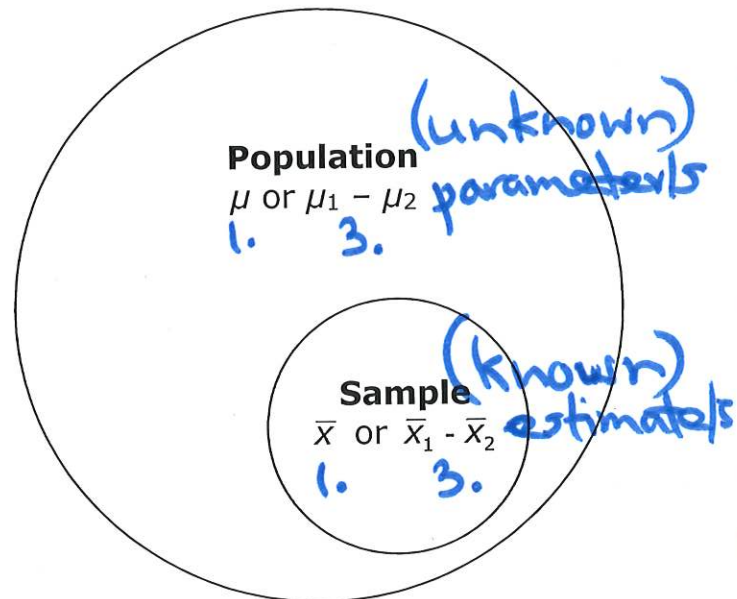 (unknown)
Population
μ or μ₁ – μ₂ parameter/s
1. 3.
(known)
Sample
x̅ or x̅₁ - x̅₂ estimate/s
1. 3.